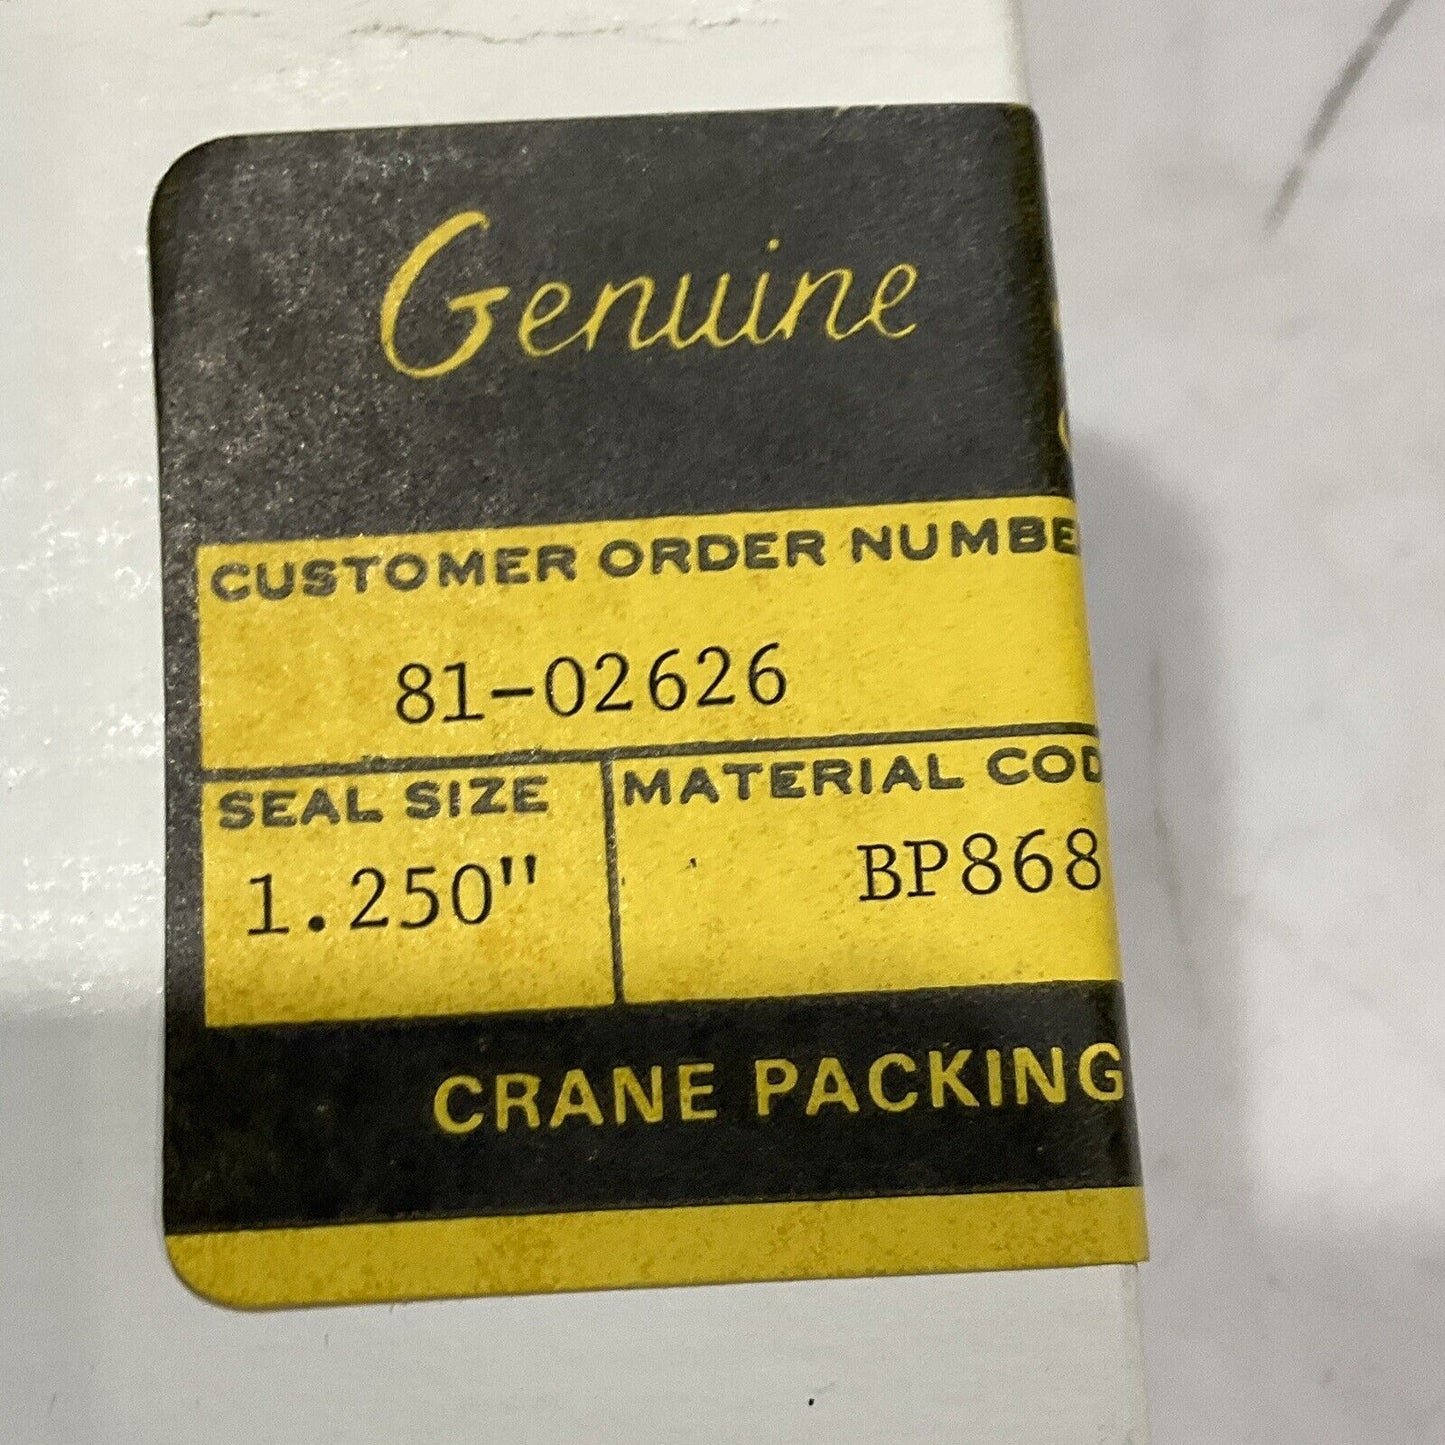 Genuine
CUSTOMER ORDER NUMBE
81-02626
SEAL SIZE MATERIAL COD
1.250" BP868
CRANE PACKING